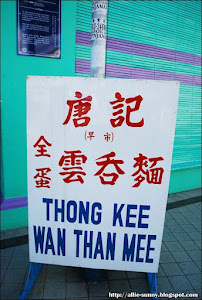 唐記
(早市)
全蛋
雲吞麵
THONG KEE
WAN THAN MEE
http://allie-sunny.blogspot.com